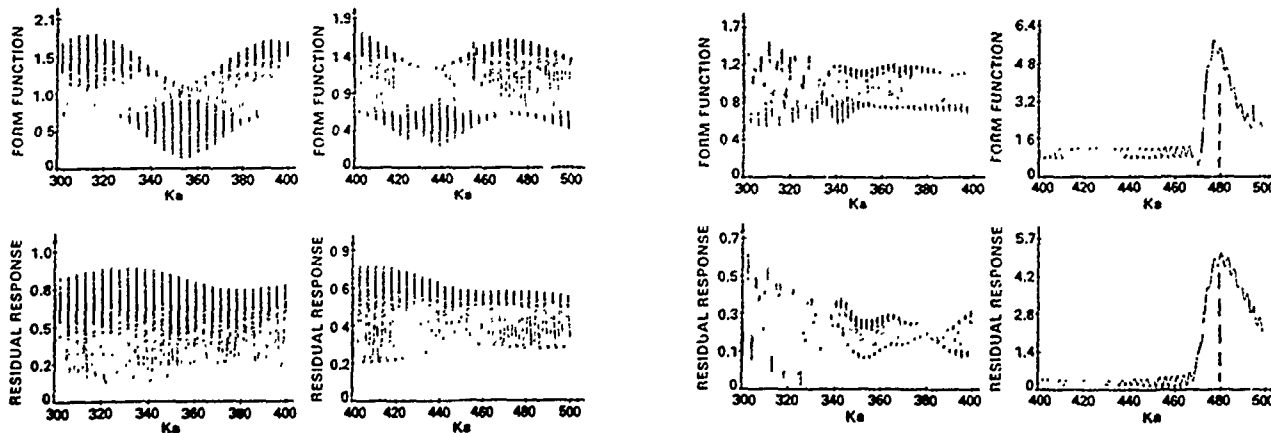 FORM FUNCTION
2.1
1.5
1.0
0.5
0
300 320 340 360 380 400
Ka
FORM FUNCTION
1.9
1.4
0.9
0.4
0
400 420 440 460 480 500
Ka
FORM FUNCTION
1.7
1.2
0.8
0.4
0
300 320 340 360 380 400
Ka
FORM FUNCTION
6.4
4.8
3.2
1.6
0
400 420 440 460 480 500
Ka
RESIDUAL RESPONSE
1.0
0.8
0.5
0.2
0
300 320 340 360 380 400
Ka
RESIDUAL RESPONSE
0.9
0.6
0.4
0.2
0
400 420 440 460 480 500
Ka
RESIDUAL RESPONSE
0.7
0.5
0.3
0.1
0
300 320 340 360 380 400
Ka
RESIDUAL RESPONSE
5.7
4.2
2.8
1.4
0
400 420 440 460 480 500
Ka